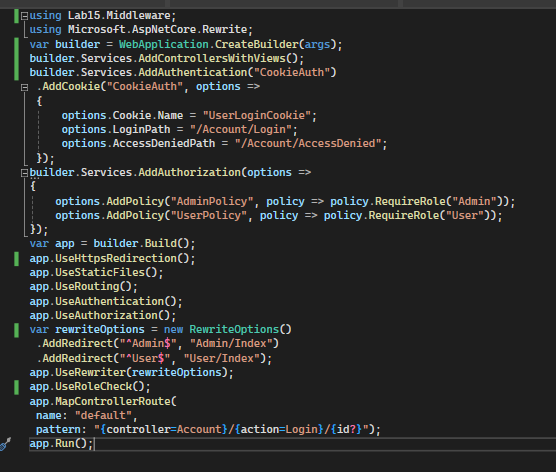 using Lab15.Middleware;
using Microsoft.AspNetCore.Rewrite;
var builder = WebApplication.CreateBuilder(args);
builder.Services.AddControllersWithViews();
builder.Services.AddAuthentication("CookieAuth")
 .AddCookie("CookieAuth", options =>
 {
     options.Cookie.Name = "UserLoginCookie";
     options.LoginPath = "/Account/Login";
     options.AccessDeniedPath = "/Account/AccessDenied";
 });
builder.Services.AddAuthorization(options =>
{
    options.AddPolicy("AdminPolicy", policy => policy.RequireRole("Admin"));
    options.AddPolicy("UserPolicy", policy => policy.RequireRole("User"));
});
var app = builder.Build();
app.UseHttpsRedirection();
app.UseStaticFiles();
app.UseRouting();
app.UseAuthentication();
app.UseAuthorization();
var rewriteOptions = new RewriteOptions()
 .AddRedirect("^Admin$", "Admin/Index")
 .AddRedirect("^User$", "User/Index");
app.UseRewriter(rewriteOptions);
app.UseRoleCheck();
app.MapControllerRoute(
 name: "default",
 pattern: "{controller=Account}/{action=Login}/{id?}");
app.Run();